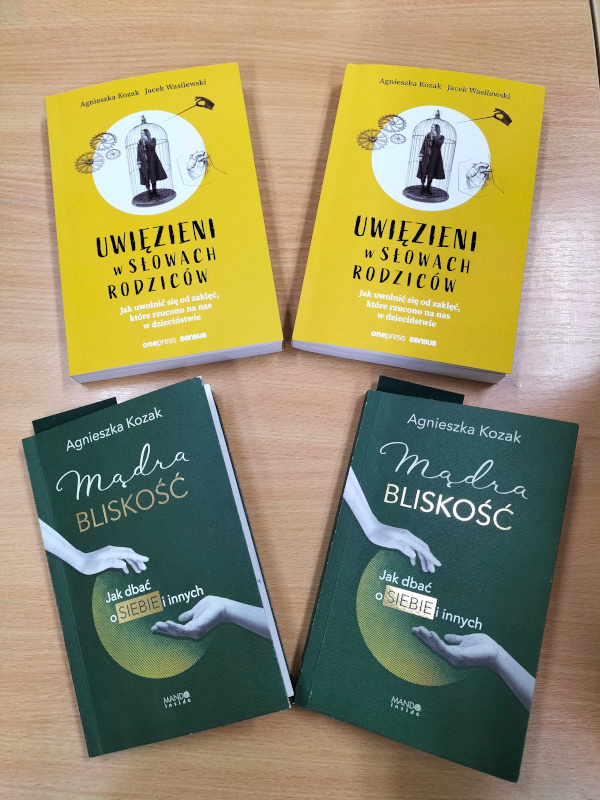 Agnieszka Kozak Jacek Wasilewski
UWIĘZIENI
W SŁOWACH
RODZICÓW
Jak uwolnić się od zaklęć,
które rzucono na nas
w dzieciństwie
onepress sensus
Agnieszka Kozak Jacek Wasilewski
UWIĘZIENI
W SŁOWACH
RODZICÓW
Jak uwolnić się od zaklęć,
które rzucono na nas
w dzieciństwie
onepress sensus
Agnieszka Kozak
Mądra
BLISKOŚĆ
Jak dbać
o SIEBIE i innych
MANDO
inside
Agnieszka Kozak
Mądra
BLISKOŚĆ
Jak dbać
o SIEBIE i innych
MANDO
inside